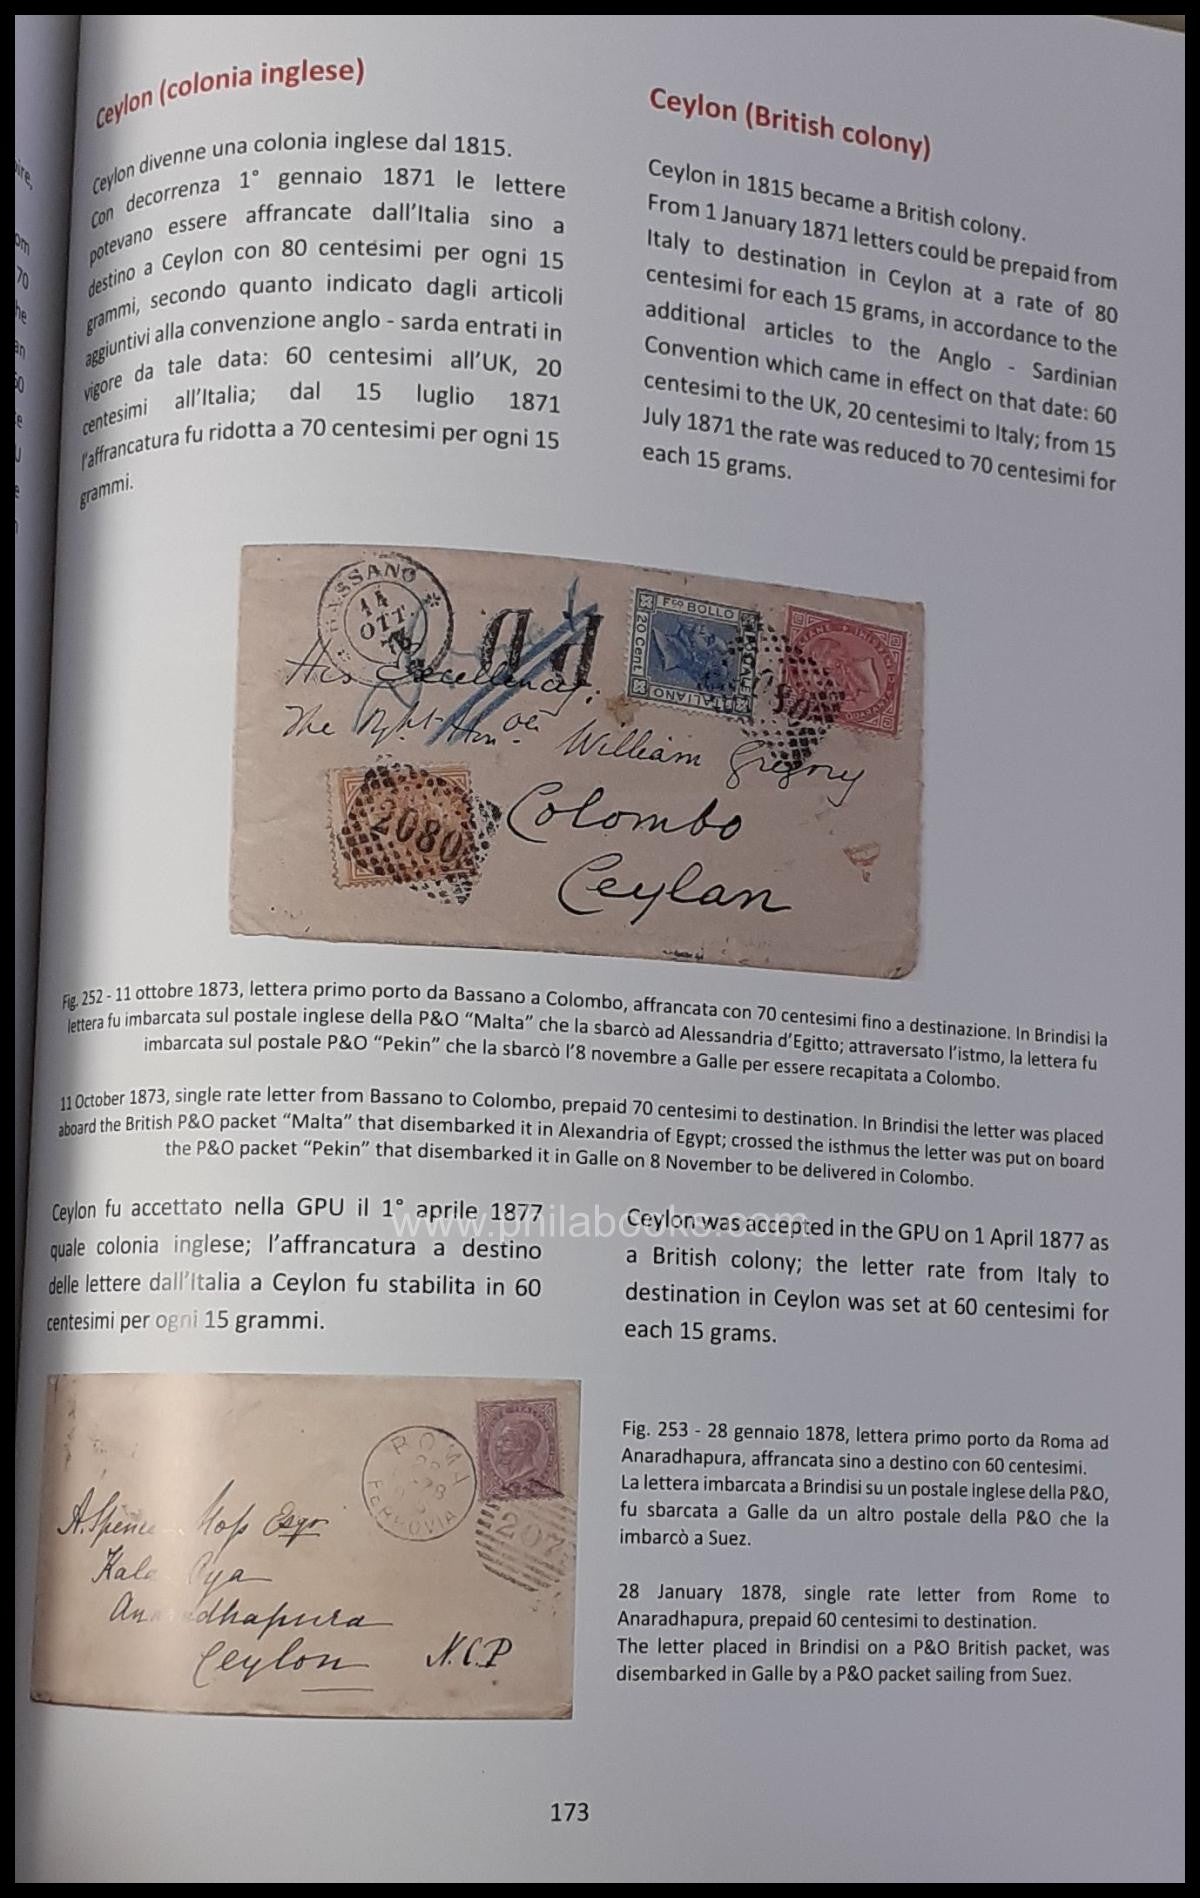 Ceylon (colonia inglese)
Ceylon divenne una colonia inglese dal 1815.
Con decorrenza 1° gennaio 1871 le lettere
potevano essere affrancate dall'Italia sino a
destino a Ceylon con 80 centesimi per ogni 15
grammi, secondo quanto indicato dagli articoli
aggiuntivi alla convenzione anglo - sarda entrati in
vigore da tale data: 60 centesimi all'UK, 20
centesimi all'Italia; dal 15 luglio 1871
l'affrancatura fu ridotta a 70 centesimi per ogni 15
grammi.
Ceylon (British colony)
Ceylon in 1815 became a British colony.
From 1 January 1871 letters could be prepaid from
Italy to destination in Ceylon at a rate of 80
centesimi for each 15 grams, in accordance to the
additional articles to the Anglo - Sardinian
Convention which came in effect on that date: 60
centesimi to the UK, 20 centesimi to Italy; from 15
July 1871 the rate was reduced to 70 centesimi for
each 15 grams.
BASSANO
OTT
FCO BOLLO
20 Cent
POSTALE
ITALIANO
His Excellency.
The Rgt. Hon.
William Gregory
Colombo
Ceylan
2080
Fig. 252 - 11 ottobre 1873, lettera primo porto da Bassano a Colombo, affrancata con 70 centesimi fino a destinazione. In Brindisi la
lettera fu imbarcata sul postale inglese della P&O “Malta” che la sbarcò ad Alessandria d'Egitto; attraversato l'istmo, la lettera fu
imbarcata sul postale P&O “Pekin” che la sbarcò l'8 novembre a Galle per essere recapitata a Colombo.
11 October 1873, single rate letter from Bassano to Colombo, prepaid 70 centesimi to destination. In Brindisi the letter was placed
aboard the British P&O packet “Malta” that disembarked it in Alexandria of Egypt; crossed the isthmus the letter was put on board
the P&O packet “Pekin” that disembarked it in Galle on 8 November to be delivered in Colombo.
www.philabooks.com
Ceylon fu accettato nella GPU il 1° aprile 1877
quale colonia inglese; l'affrancatura a destino
delle lettere dall'Italia a Ceylon fu stabilita in 60
centesimi per ogni 15 grammi.
Ceylon was accepted in the GPU on 1 April 1877 as
a British colony; the letter rate from Italy to
destination in Ceylon was set at 60 centesimi for
each 15 grams.
ROMA
FERROVIA
207
A. Spence Moss Esqr
Kala Oya
Anaradhapura
Ceylon N.C.P
Fig. 253 - 28 gennaio 1878, lettera primo porto da Roma ad
Anaradhapura, affrancata sino a destino con 60 centesimi.
La lettera imbarcata a Brindisi su un postale inglese della P&O,
fu sbarcata a Galle da un altro postale della P&O che la
imbarcò a Suez.
28 January 1878, single rate letter from Rome to
Anaradhapura, prepaid 60 centesimi to destination.
The letter placed in Brindisi on a P&O British packet, was
disembarked in Galle by a P&O packet sailing from Suez.
173